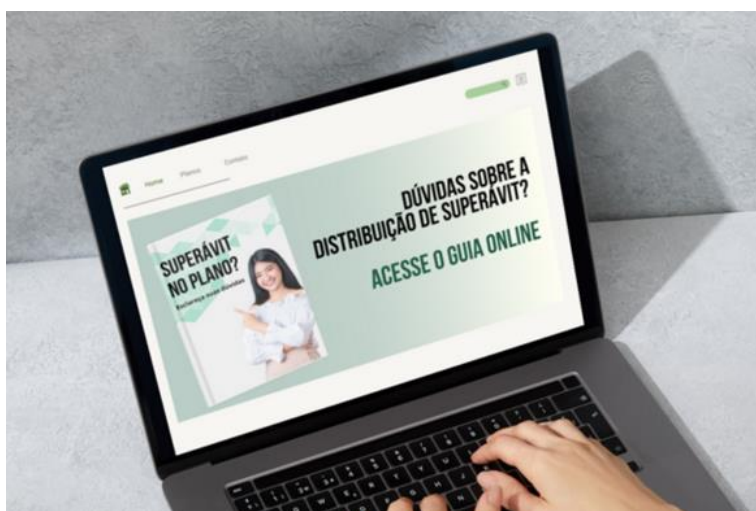 Home
Planos
Contato
DÚVIDAS SOBRE A
DISTRIBUIÇÃO DE SUPERÁVIT?
ACESSE O GUIA ONLINE
SUPERÁVIT
NO PLANO?
Esclareça suas dúvidas